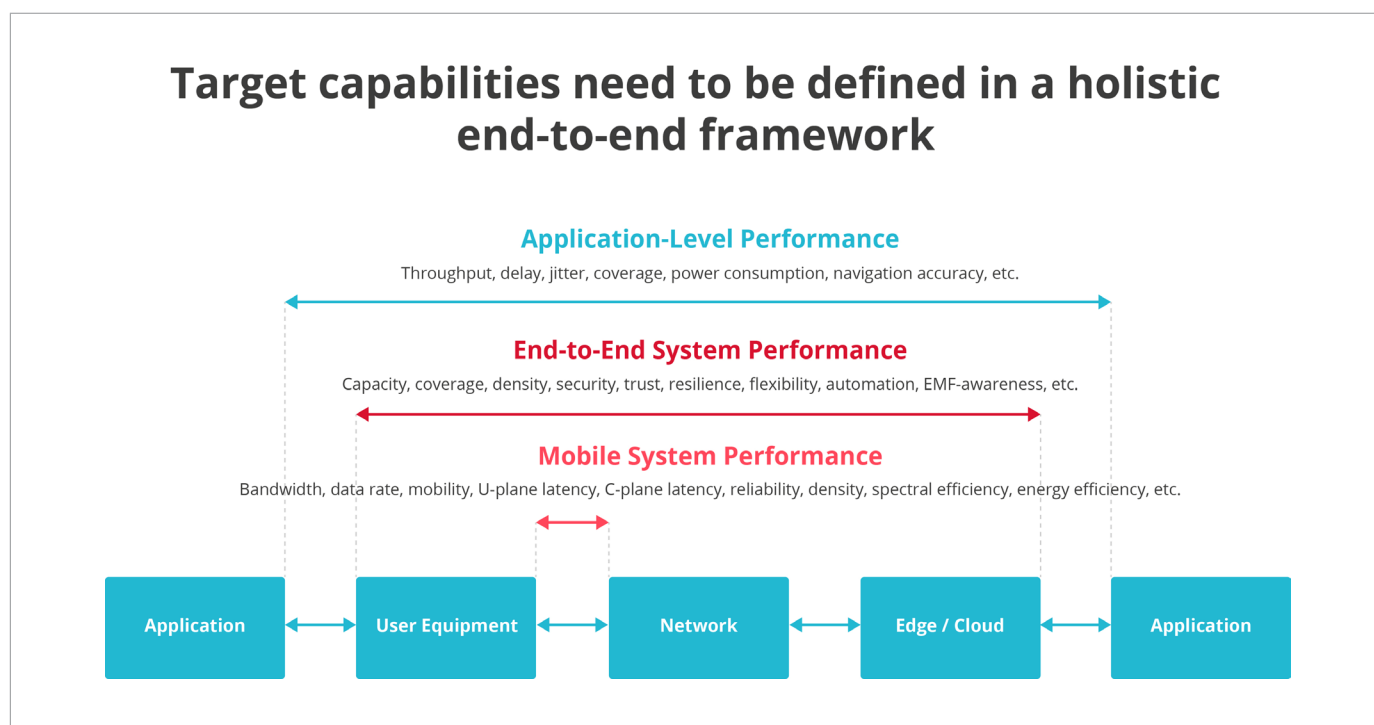 Target capabilities need to be defined in a holistic
end-to-end framework
Application-Level Performance
Throughput, delay, jitter, coverage, power consumption, navigation accuracy, etc.
End-to-End System Performance
Capacity, coverage, density, security, trust, resilience, flexibility, automation, EMF-awareness, etc.
Mobile System Performance
Bandwidth, data rate, mobility, U-plane latency, C-plane latency, reliability, density, spectral efficiency, energy efficiency, etc.
Application
User Equipment
Network
Edge / Cloud
Application